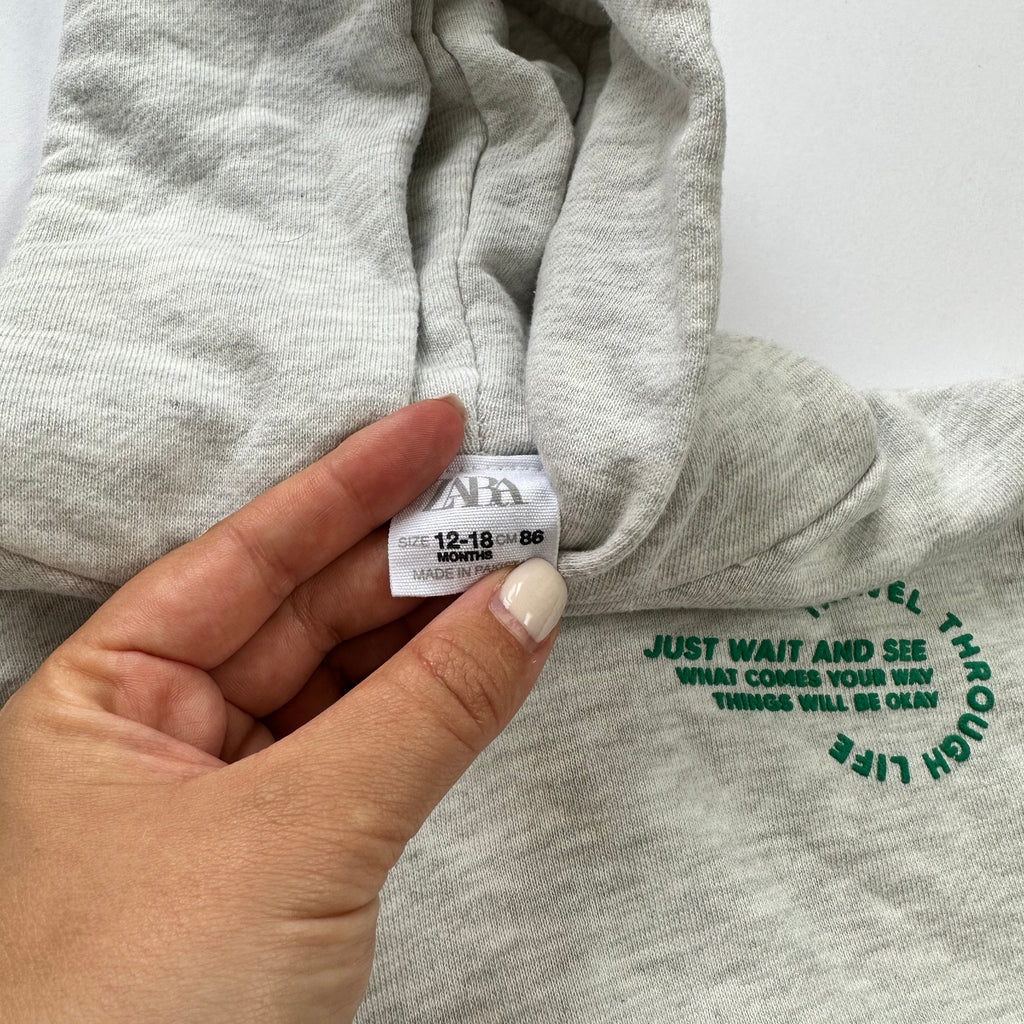 ZARA
SIZE 12-18 CM 86
MONTHS
MADE IN
THROUGH LIFE
JUST WAIT AND SEE
WHAT COMES YOUR WAY
THINGS WILL BE OKAY